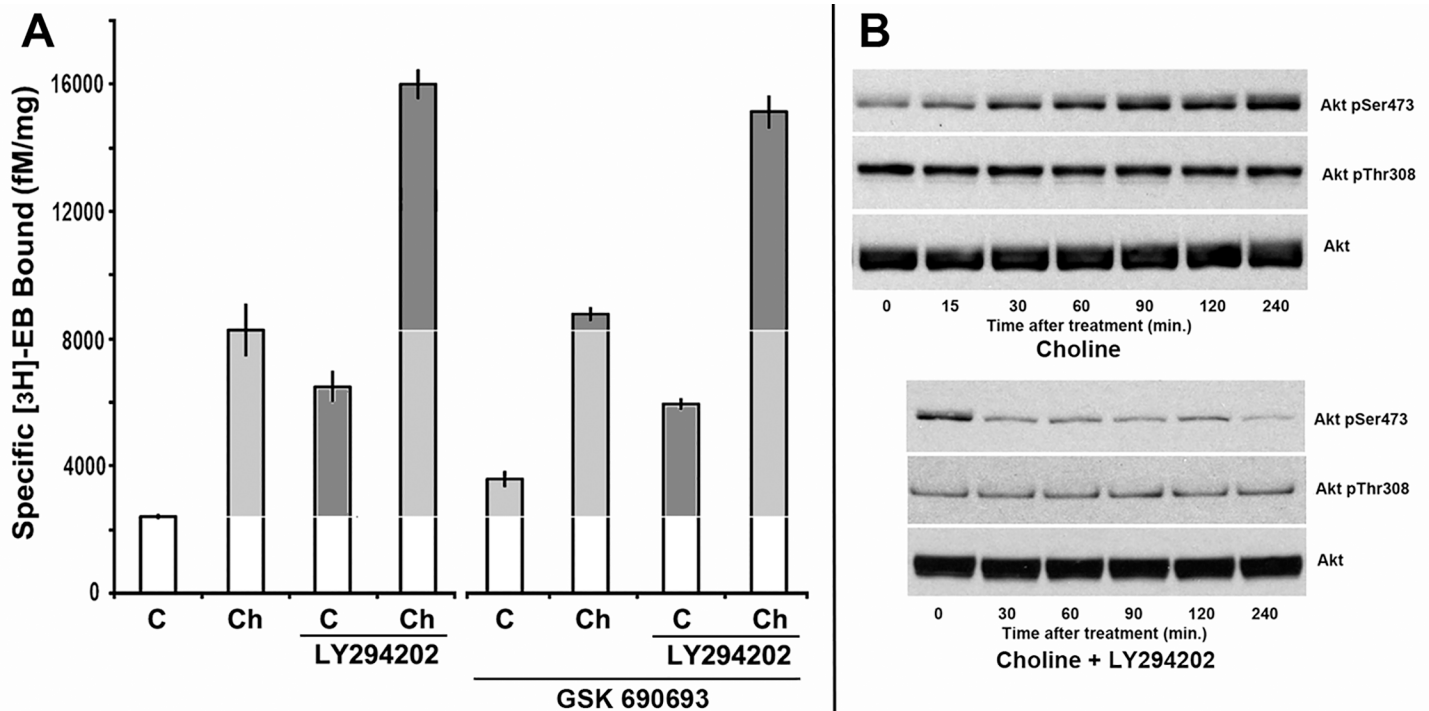 A
Specific [3H]-EB Bound (fM/mg)
16000
12000
8000
4000
0
C Ch C Ch C Ch C Ch
LY294202 LY294202
GSK 690693
B
Akt pSer473
Akt pThr308
Akt
0 15 30 60 90 120 240
Time after treatment (min.)
Choline
Akt pSer473
Akt pThr308
Akt
0 30 60 90 120 240
Time after treatment (min.)
Choline + LY294202